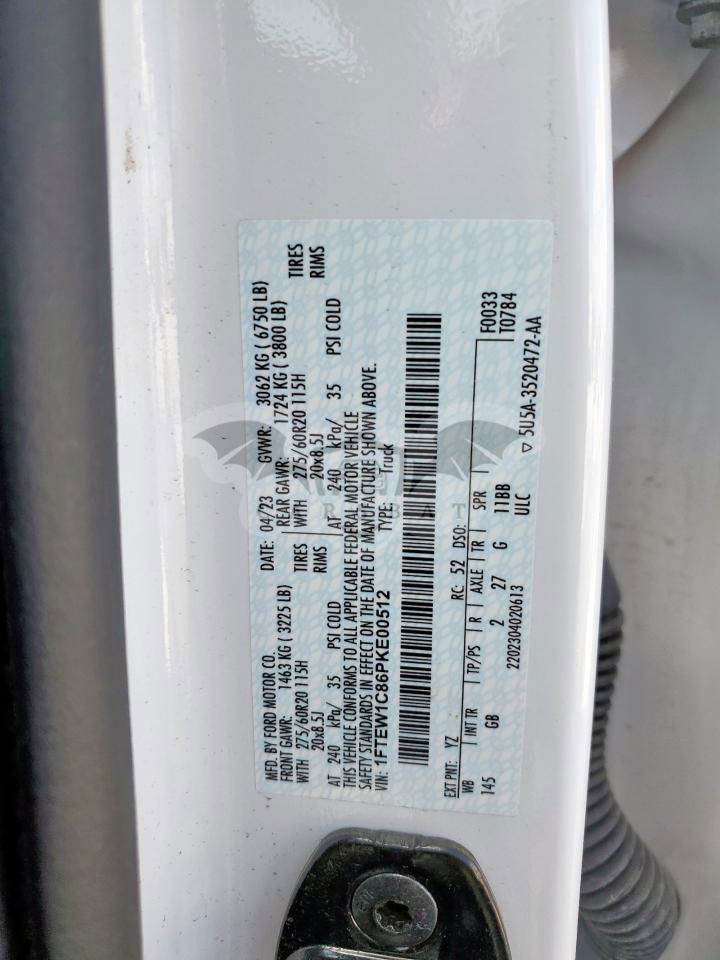 MFD. BY FORD MOTOR CO. DATE: 04/23 GVWR: 3062 KG ( 6750 LB)
FRONT GAWR: 1463 KG ( 3225 LB) REAR GAWR: 1724 KG ( 3800 LB)
WITH 275/60R20 115H TIRES WITH 275/60R20 115H TIRES
20x8.5J RIMS 20x8.5J RIMS
AT 240 kPa/ 35 PSI COLD AT 240 kPa/ 35 PSI COLD
THIS VEHICLE CONFORMS TO ALL APPLICABLE FEDERAL MOTOR VEHICLE
SAFETY STANDARDS IN EFFECT ON THE DATE OF MANUFACTURE SHOWN ABOVE.
VIN: 1FTEW1C86PKE00512 TYPE: Truck
EXT PNT: YZ RC: 52 DSO: F0033
WB INT TR TP/PS R AXLE TR SPR T0784
145 GB 2 27 G 11BB
2202304020613 ULC ▽ 5U5A-3520472-AA